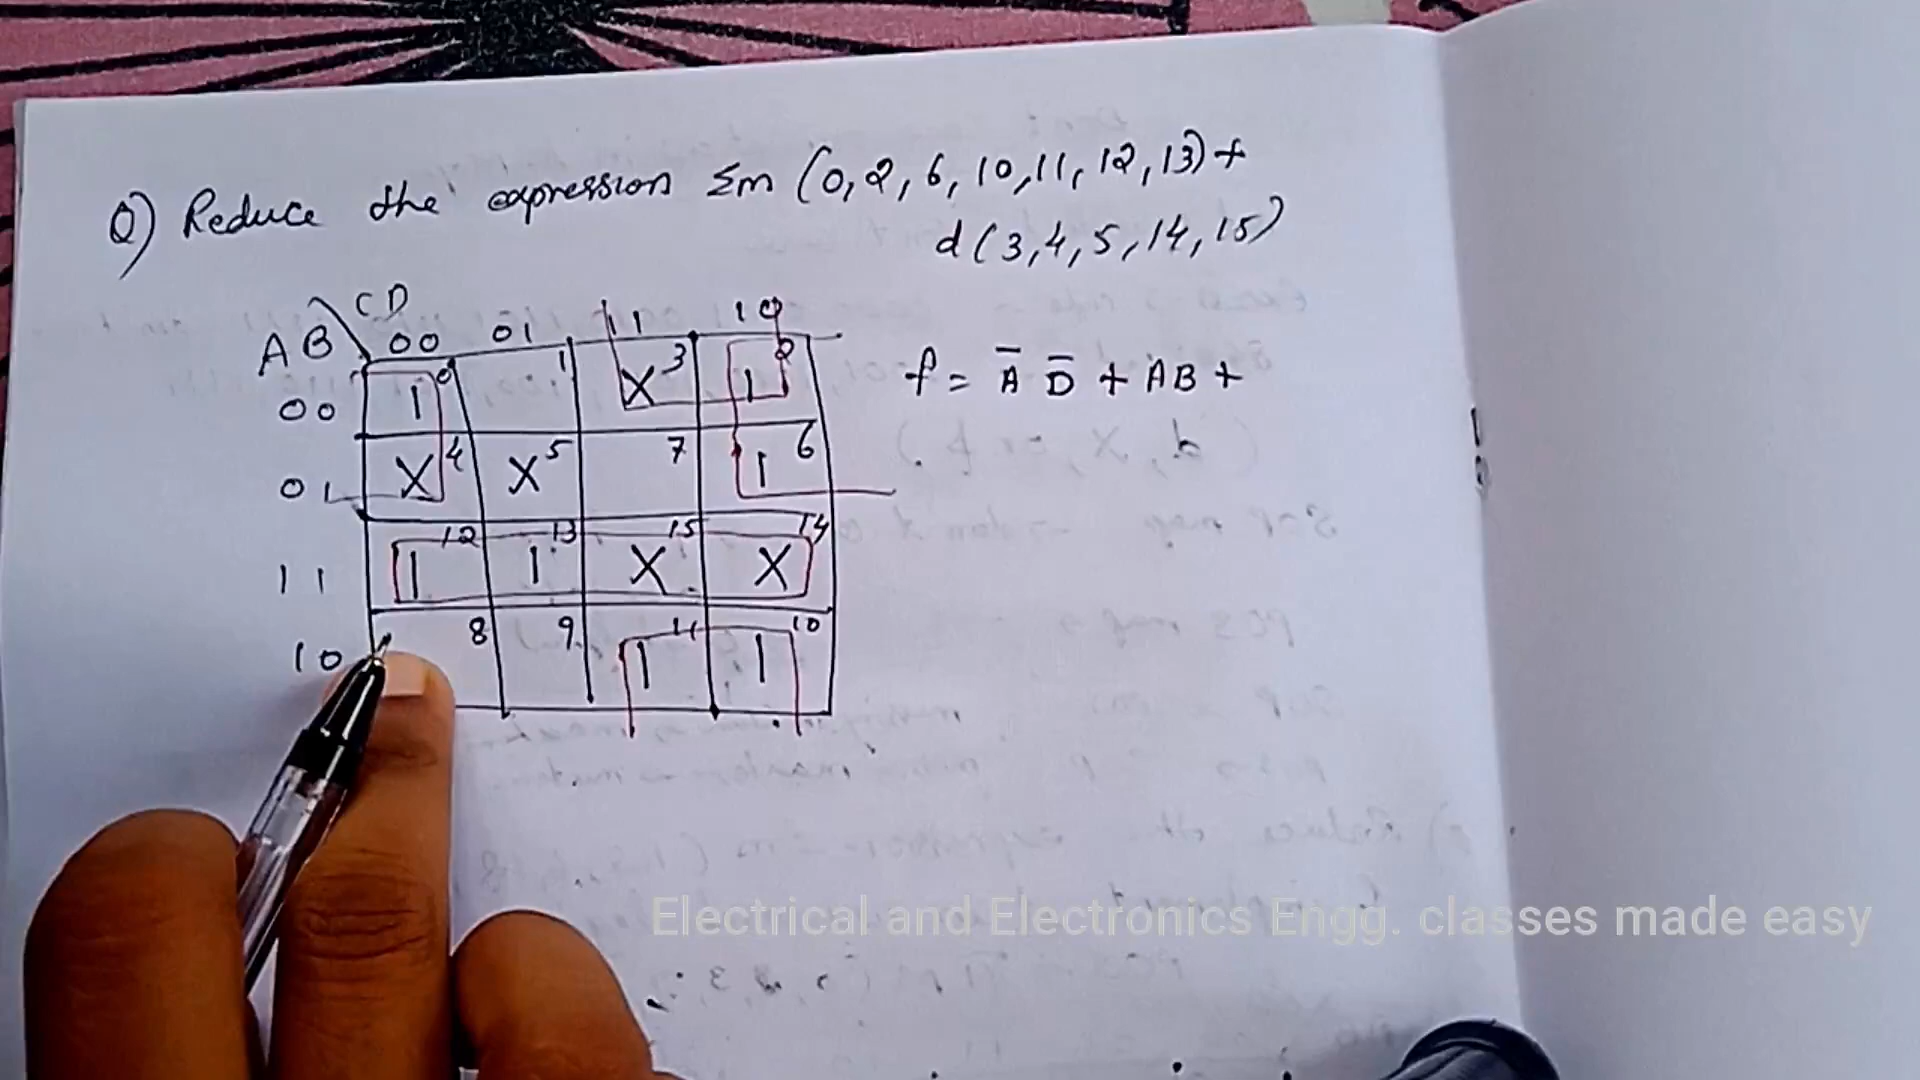 Q) Reduce the expression Σm (0, 2, 6, 10, 11, 12, 13) +
d (3, 4, 5, 14, 15)
CD
AB 00 01 11 10
00 1 0 1 X 3 1 2
01 X 4 X 5 7 1 6
11 1 12 1 13 X 15 X 14
10 8 9 1 11 1 10
f = A̅ D̅ + AB +
Electrical and Electronics Engg. classes made easy